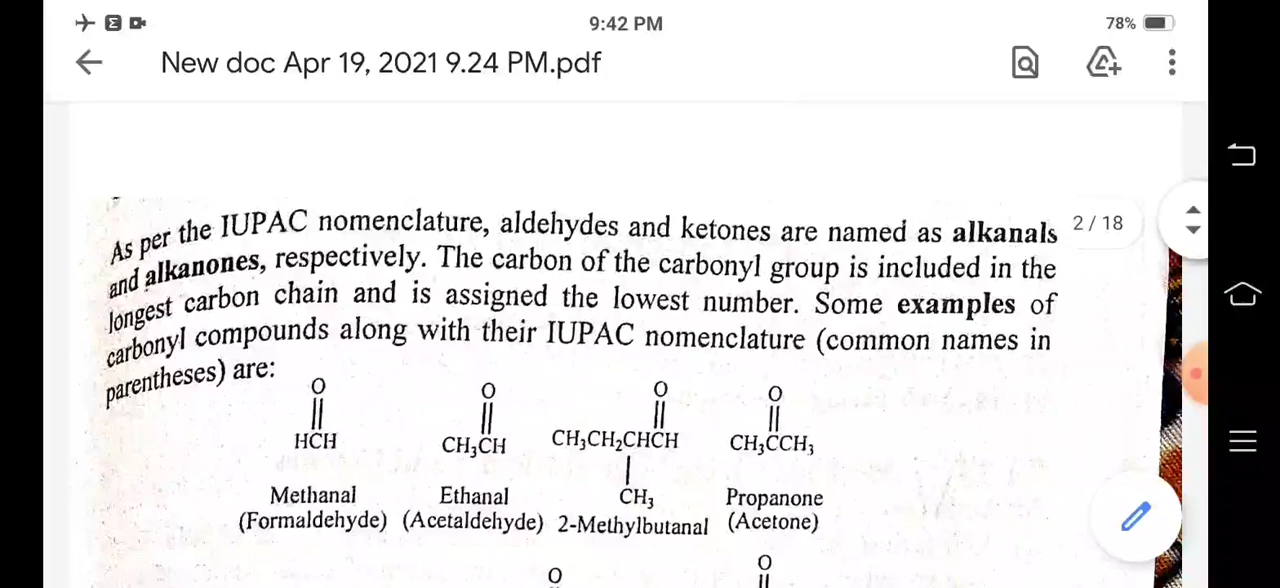 9:42 PM
78%
New doc Apr 19, 2021 9.24 PM.pdf
2 / 18
As per the IUPAC nomenclature, aldehydes and ketones are named as alkanals
and alkanones, respectively. The carbon of the carbonyl group is included in the
longest carbon chain and is assigned the lowest number. Some examples of
carbonyl compounds along with their IUPAC nomenclature (common names in
parentheses) are:
O O O O
HCH CH₃CH CH₃CH₂CHCH CH₃CCH₃
CH₃
Methanal Ethanal Propanone
(Formaldehyde) (Acetaldehyde) 2-Methylbutanal (Acetone)
O O